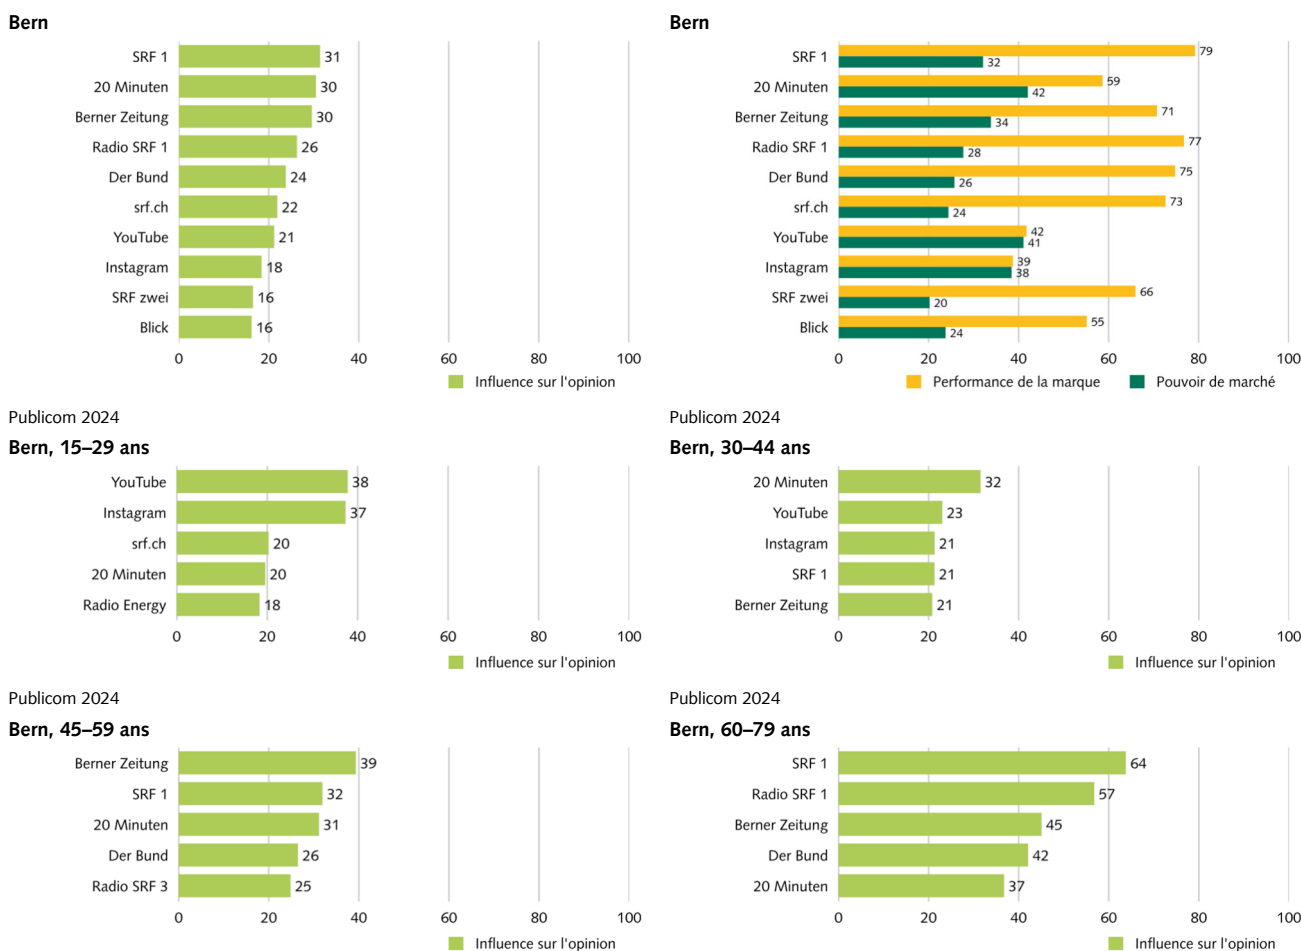 Bern
SRF 1 31
20 Minuten 30
Berner Zeitung 30
Radio SRF 1 26
Der Bund 24
srf.ch 22
YouTube 21
Instagram 18
SRF zwei 16
Blick 16
0 20 40 60 80 100
Influence sur l'opinion
Bern
SRF 1 79 32
20 Minuten 59 42
Berner Zeitung 71 34
Radio SRF 1 77 28
Der Bund 75 26
srf.ch 73 24
YouTube 42 41
Instagram 39 38
SRF zwei 66 20
Blick 55 24
0 20 40 60 80 100
Performance de la marque Pouvoir de marché
Publicom 2024
Bern, 15–29 ans
YouTube 38
Instagram 37
srf.ch 20
20 Minuten 20
Radio Energy 18
0 20 40 60 80 100
Influence sur l'opinion
Publicom 2024
Bern, 30–44 ans
20 Minuten 32
YouTube 23
Instagram 21
SRF 1 21
Berner Zeitung 21
0 20 40 60 80 100
Influence sur l'opinion
Publicom 2024
Bern, 45–59 ans
Berner Zeitung 39
SRF 1 32
20 Minuten 31
Der Bund 26
Radio SRF 3 25
0 20 40 60 80 100
Influence sur l'opinion
Publicom 2024
Bern, 60–79 ans
SRF 1 64
Radio SRF 1 57
Berner Zeitung 45
Der Bund 42
20 Minuten 37
0 20 40 60 80 100
Influence sur l'opinion